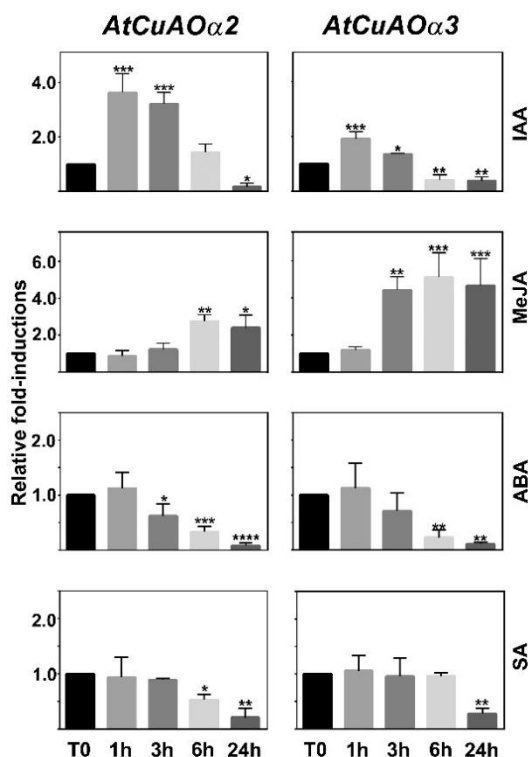 AtCuAOα2 AtCuAOα3
4.0
2.0
*** *** *
*** * ** **
IAA
6.0
4.0
2.0
** *
** *** ***
MeJA
Relative fold-inductions
2.0
1.0
* *** ****
** **
ABA
2.0
1.0
* **
**
SA
T0 1h 3h 6h 24h T0 1h 3h 6h 24h